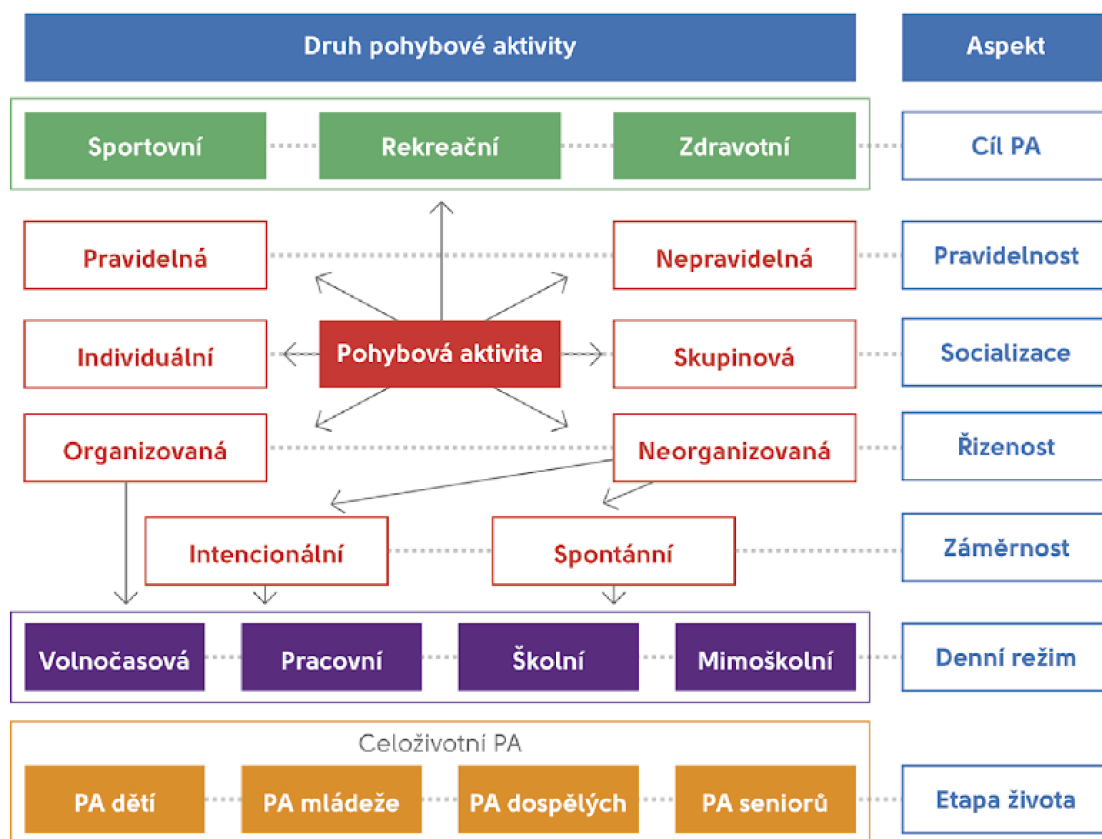 Druh pohybové aktivity
Aspekt
Sportovní
Rekreační
Zdravotní
Cíl PA
Pravidelná
Nepravidelná
Pravidelnost
Individuální
Pohybová aktivita
Skupinová
Socializace
Organizovaná
Neorganizovaná
Řizenost
Intencionální
Spontánní
Záměrnost
Volnočasová
Pracovní
Školní
Mimoškolní
Denní režim
Celoživotní PA
PA dětí
PA mládeže
PA dospělých
PA seniorů
Etapa života